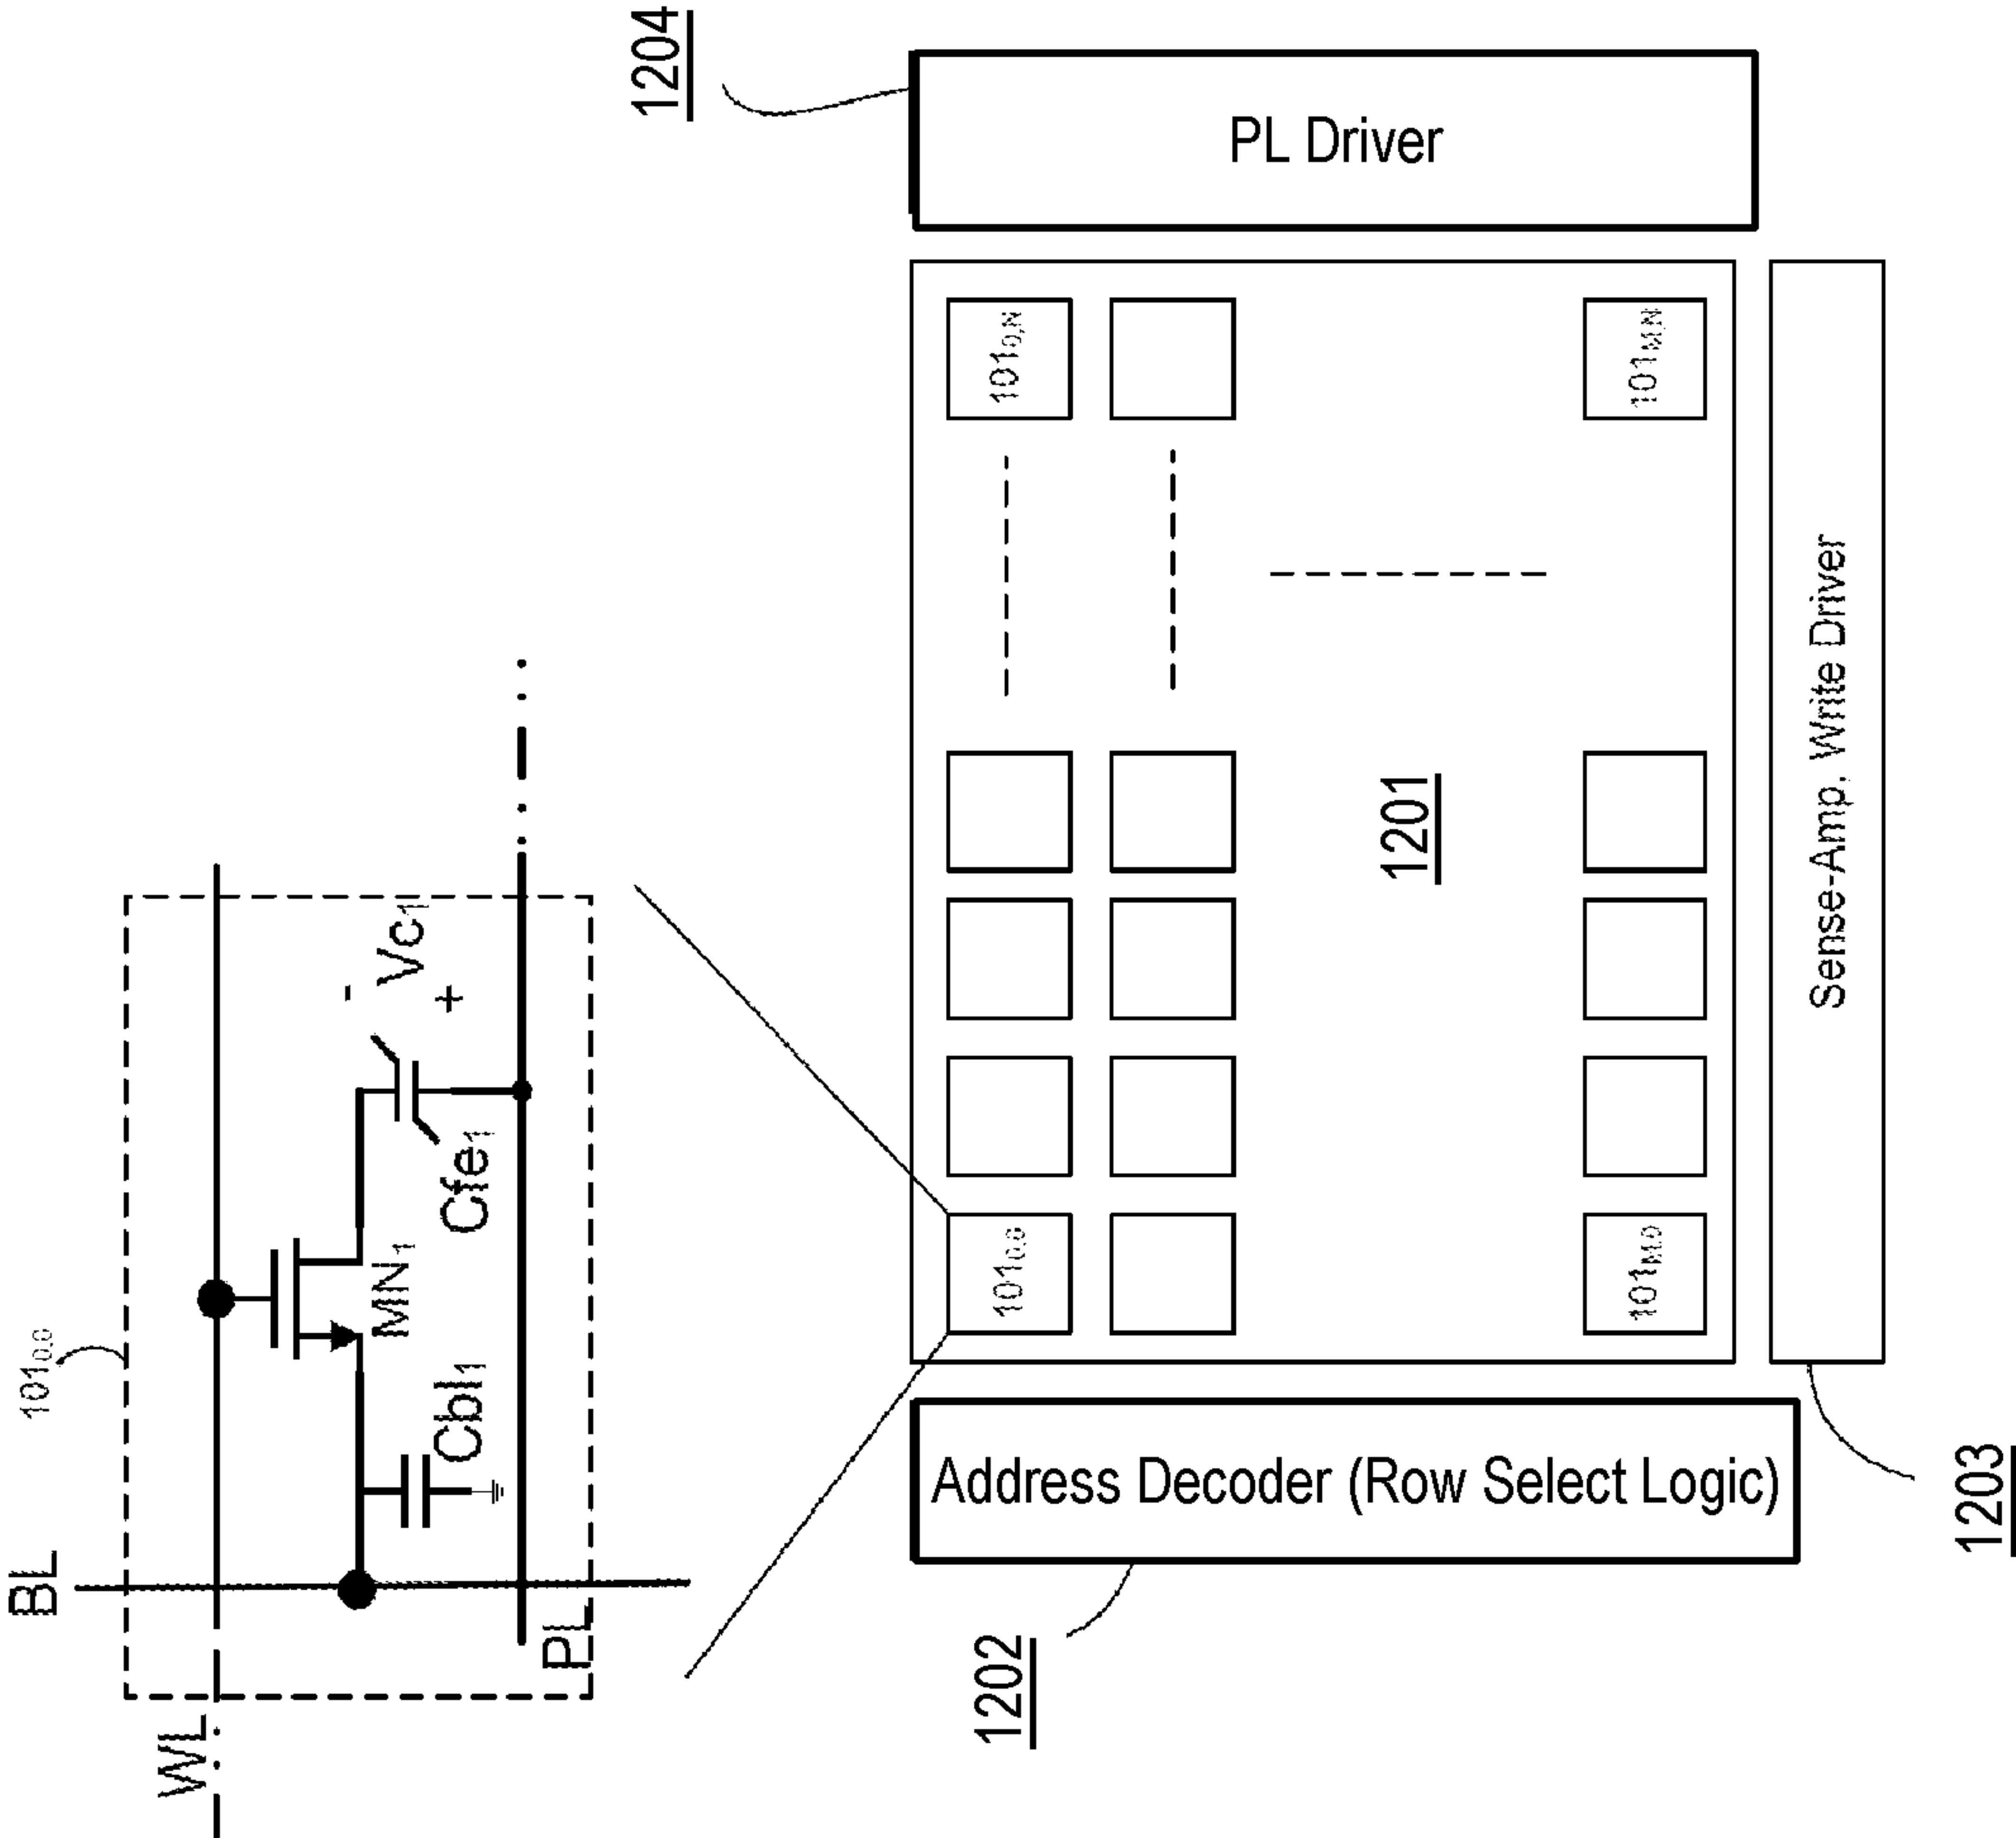 BL
WL
101₀,₀
MN₁
Cbl₁
Cfe₁
-
Vc₁
+
PL
1204
PL Driver
101₀,₀
101₀,N
1201
101M,₀
101M,N
Address Decoder (Row Select Logic)
1202
Sense-Amp, Write Driver
1203